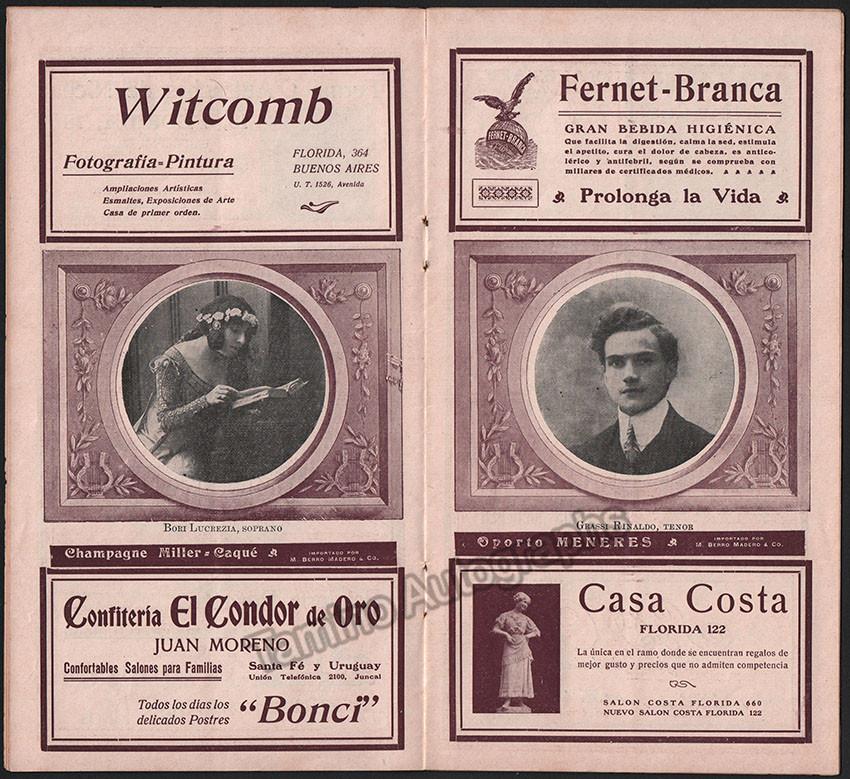 Witcomb
Fotografía=Pintura
Ampliaciones Artísticas
Esmaltes, Exposiciones de Arte
Casa de primer orden.
FLORIDA, 364
BUENOS AIRES
U. T. 1526, Avenida
BORI LUCREZIA, SOPRANO
Champagne Miller=Caqué
IMPORTADO POR
M. BERRO MADERO & Co.
Confitería El Condor de Oro
JUAN MORENO
Confortables Salones para Familias
Santa Fé y Uruguay
Unión Telefónica 2100, Juncal
Todos los días los
delicados Postres
"Bonci"
Fernet-Branca
FERNET-BRANCA
GRAN BEBIDA HIGIÉNICA
Que facilita la digestión, calma la sed, estimula
el apetito, cura el dolor de cabeza, es antico-
lérico y antifebril, según se comprueba con
millares de certificados médicos.
Prolonga la Vida
GRASSI RINALDO, TENOR
Oporto MENERES
IMPORTADO POR
M. BERRO MADERO & Co.
Casa Costa
FLORIDA 122
La única en el ramo donde se encuentran regalos de
mejor gusto y precios que no admiten competencia
SALON COSTA FLORIDA 660
NUEVO SALON COSTA FLORIDA 122
Tamino Autographs